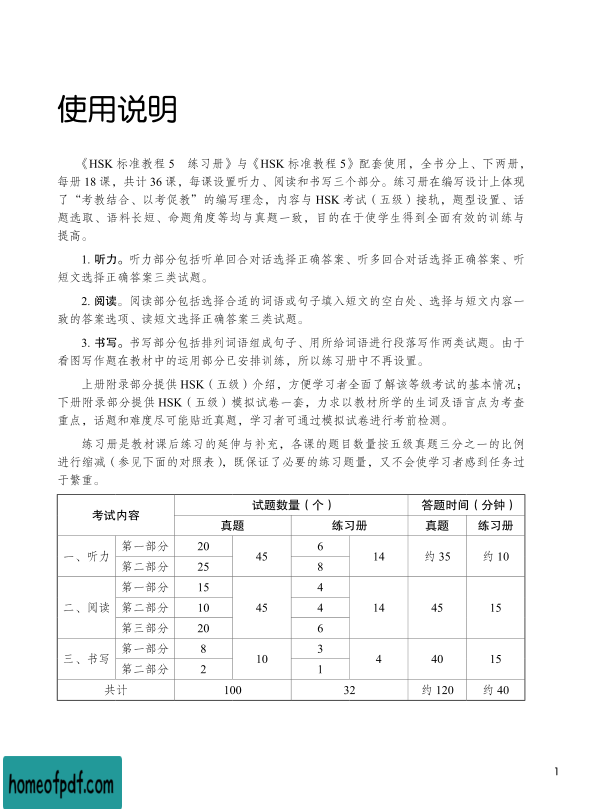 使用说明
《HSK 标准教程 5　练习册》与《HSK 标准教程 5》配套使用，全书分上、下两册，
每册 18 课，共计 36 课，每课设置听力、阅读和书写三个部分。练习册在编写设计上体现
了“考教结合、以考促教”的编写理念，内容与 HSK 考试（五级）接轨，题型设置、话
题选取、语料长短、命题角度等均与真题一致，目的在于使学生得到全面有效的训练与
提高。
1. 听力。听力部分包括听单回合对话选择正确答案、听多回合对话选择正确答案、听
短文选择正确答案三类试题。
2. 阅读。阅读部分包括选择合适的词语或句子填入短文的空白处、选择与短文内容一
致的答案选项、读短文选择正确答案三类试题。
3. 书写。书写部分包括排列词语组成句子、用所给词语进行段落写作两类试题。由于
看图写作题在教材中的运用部分已安排训练，所以练习册中不再设置。
上册附录部分提供 HSK（五级）介绍，方便学习者全面了解该等级考试的基本情况；
下册附录部分提供 HSK（五级）模拟试卷一套，力求以教材所学的生词及语言点为考查
重点，话题和难度尽可能贴近真题，学习者可通过模拟试卷进行考前检测。
练习册是教材课后练习的延伸与补充，各课的题目数量按五级真题三分之一的比例
进行缩减（参见下面的对照表），既保证了必要的练习题量，又不会使学习者感到任务过
于繁重。
考试内容 试题数量（个） 答题时间（分钟）
真题 练习册 真题 练习册
一、听力 第一部分 20 45 6 14 约 35 约 10
第二部分 25 8
二、阅读 第一部分 15 45 4 14 45 15
第二部分 10 4
第三部分 20 6
三、书写 第一部分 8 10 3 4 40 15
第二部分 2 1
共计 100 32 约 120 约 40
1
homeofpdf.com